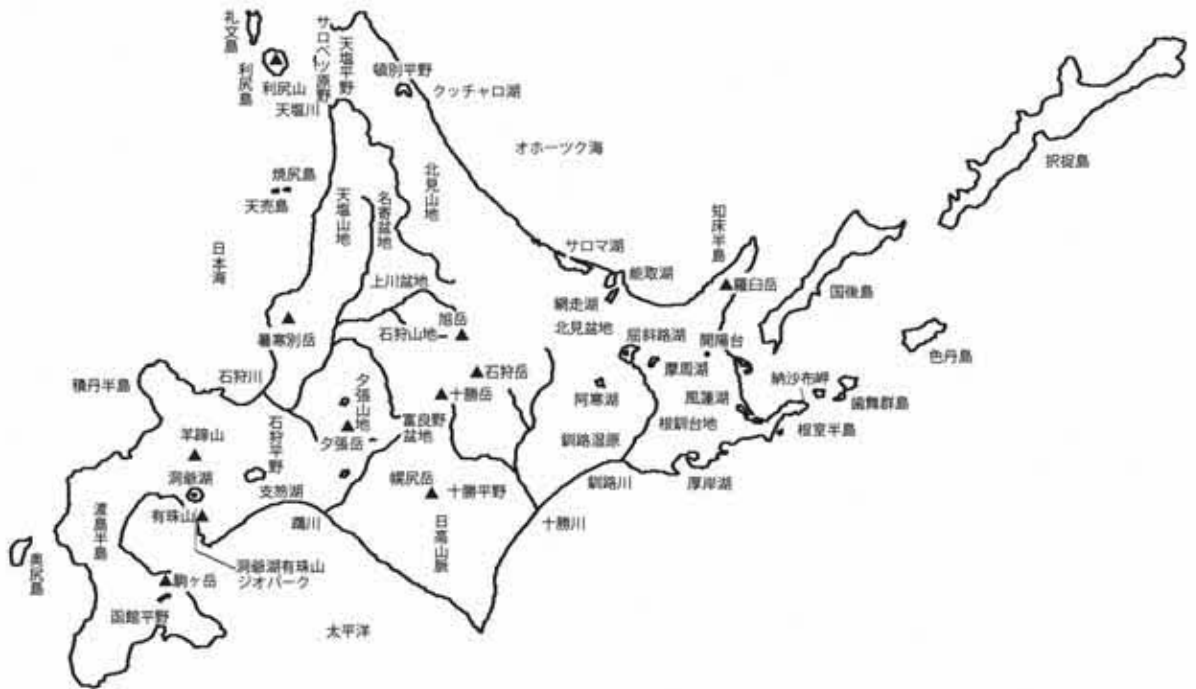 礼文島
利尻島
利尻山
天塩川
サロベツ原野
天塩平野
頓別平野
クッチャロ湖
オホーツク海
択捉島
焼尻島
天売島
天塩山地
名寄盆地
北見山地
日本海
上川盆地
サロマ湖
能取湖
網走湖
知床半島
羅臼岳
国後島
色丹島
暑寒別岳
石狩山地
旭岳
北見盆地
屈斜路湖
開陽台
摩周湖
納沙布岬
歯舞群島
積丹半島
石狩川
石狩岳
十勝岳
阿寒湖
風蓮湖
根釧台地
根室半島
羊蹄山
石狩平野
夕張山地
夕張岳
富良野
盆地
釧路湿原
洞爺湖
支笏湖
幌尻岳
十勝平野
釧路川
厚岸湖
渡島半島
有珠山
鵡川
日高山脈
十勝川
奥尻島
洞爺湖有珠山
ジオパーク
駒ヶ岳
函館平野
太平洋